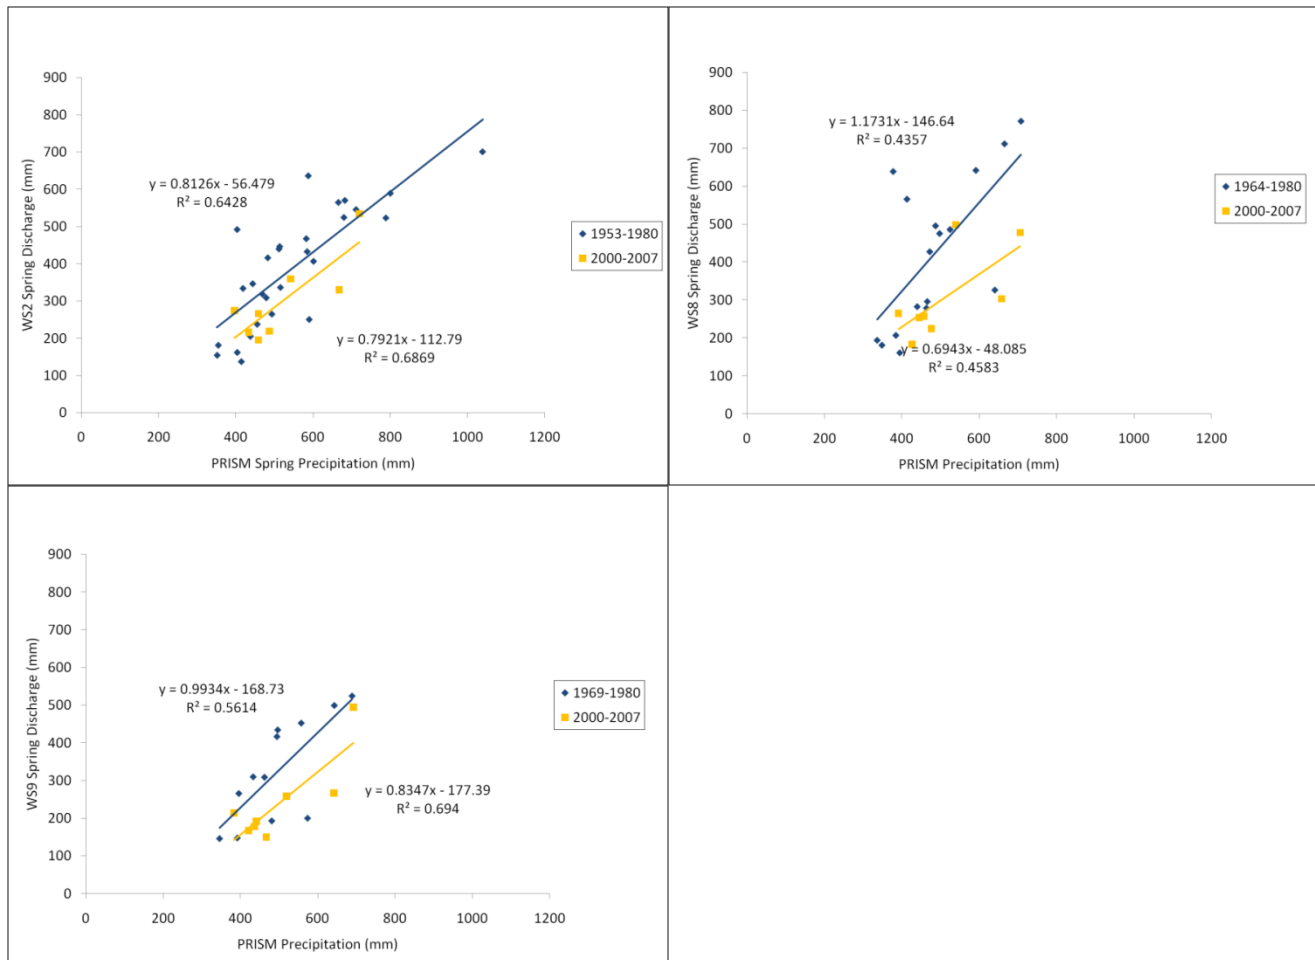 900
800
700
600
500
400
300
200
100
0
WS2 Spring Discharge (mm)
y = 0.8126x - 56.479
R² = 0.6428
y = 0.7921x - 112.79
R² = 0.6869
0 200 400 600 800 1000 1200
PRISM Spring Precipitation (mm)
1953-1980
2000-2007
900
800
700
600
500
400
300
200
100
0
WS8 Spring Discharge (mm)
y = 1.1731x - 146.64
R² = 0.4357
y = 0.6943x - 48.085
R² = 0.4583
0 200 400 600 800 1000 1200
PRISM Precipitation (mm)
1964-1980
2000-2007
900
800
700
600
500
400
300
200
100
0
WS9 Spring Discharge (mm)
y = 0.9934x - 168.73
R² = 0.5614
y = 0.8347x - 177.39
R² = 0.694
0 200 400 600 800 1000 1200
PRISM Precipitation (mm)
1969-1980
2000-2007